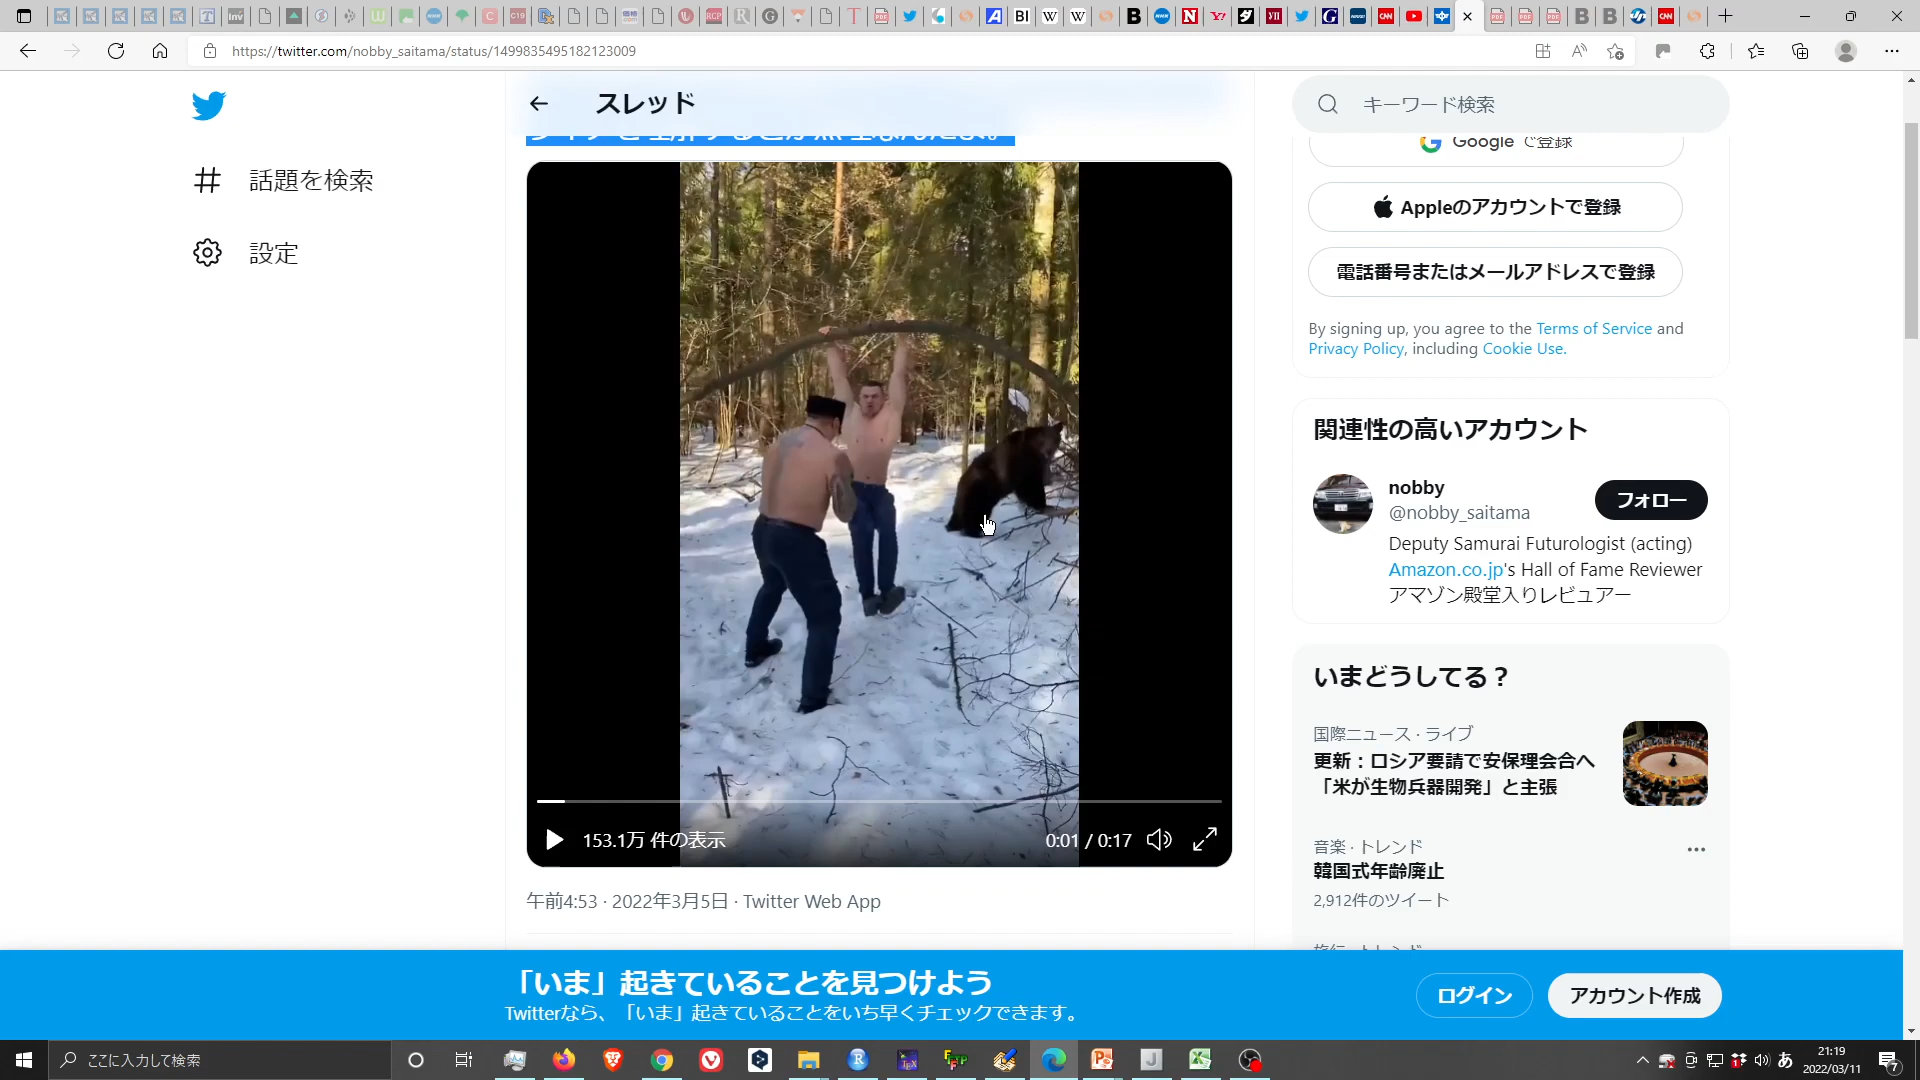 https://twitter.com/nobby_saitama/status/1499835495182123009
スレッド
キーワード検索
話題を検索
設定
Google で登録
Appleのアカウントで登録
電話番号またはメールアドレスで登録
By signing up, you agree to the Terms of Service and
Privacy Policy, including Cookie Use.
関連性の高いアカウント
nobby
@nobby_saitama
フォロー
Deputy Samurai Futurologist (acting)
Amazon.co.jp's Hall of Fame Reviewer
アマゾン殿堂入りレビュアー
いまどうしてる？
国際ニュース · ライブ
更新：ロシア要請で安保理会合へ
「米が生物兵器開発」と主張
音楽 · トレンド
韓国式年齢廃止
2,912件のツイート
153.1万 件の表示
0:01 / 0:17
午前4:53 · 2022年3月5日 · Twitter Web App
「いま」起きていることを見つけよう
Twitterなら、「いま」起きていることをいち早くチェックできます。
ログイン
アカウント作成
ここに入力して検索
あ
21:19
2022/03/11
7